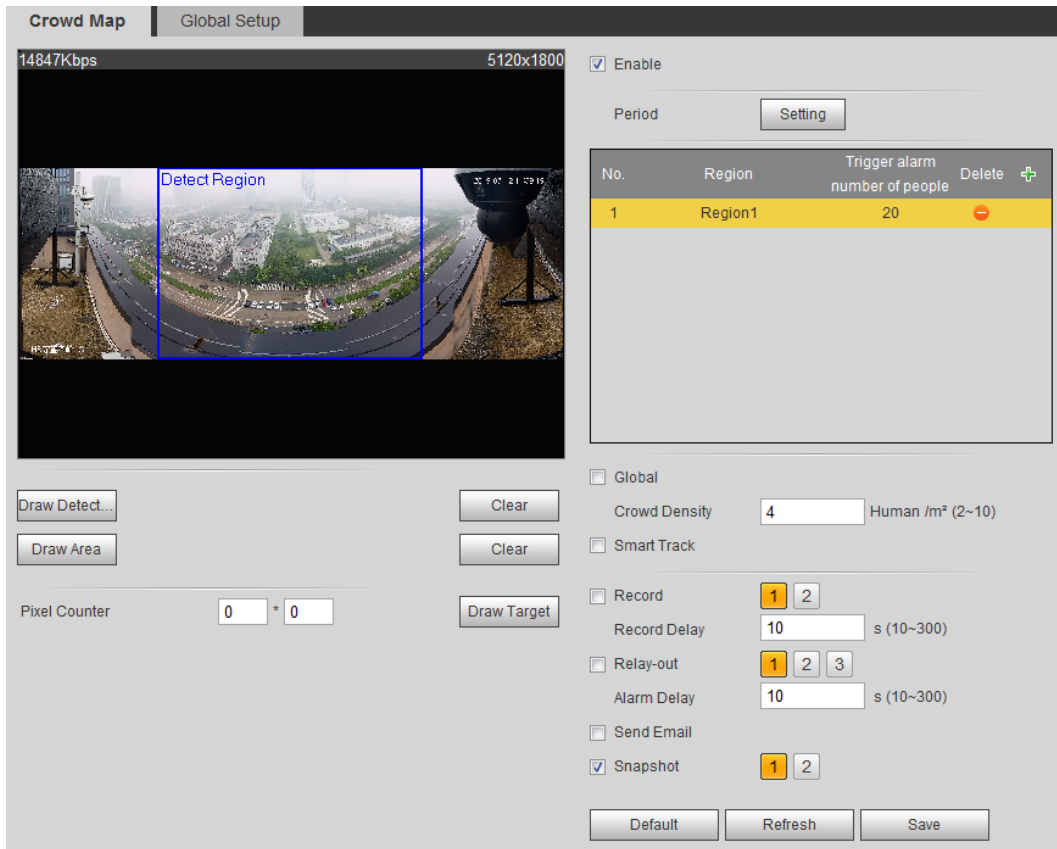 Crowd Map
Global Setup
14847Kbps
5120x1800
Detect Region
Enable
Period
Setting
No.
Region
Trigger alarm
number of people
Delete
1
Region1
20
Draw Detect...
Clear
Draw Area
Clear
Pixel Counter
0 * 0
Draw Target
Global
Crowd Density
4
Human /m² (2~10)
Smart Track
Record
1 2
Record Delay
10
s (10~300)
Relay-out
1 2 3
Alarm Delay
10
s (10~300)
Send Email
Snapshot
1 2
Default
Refresh
Save